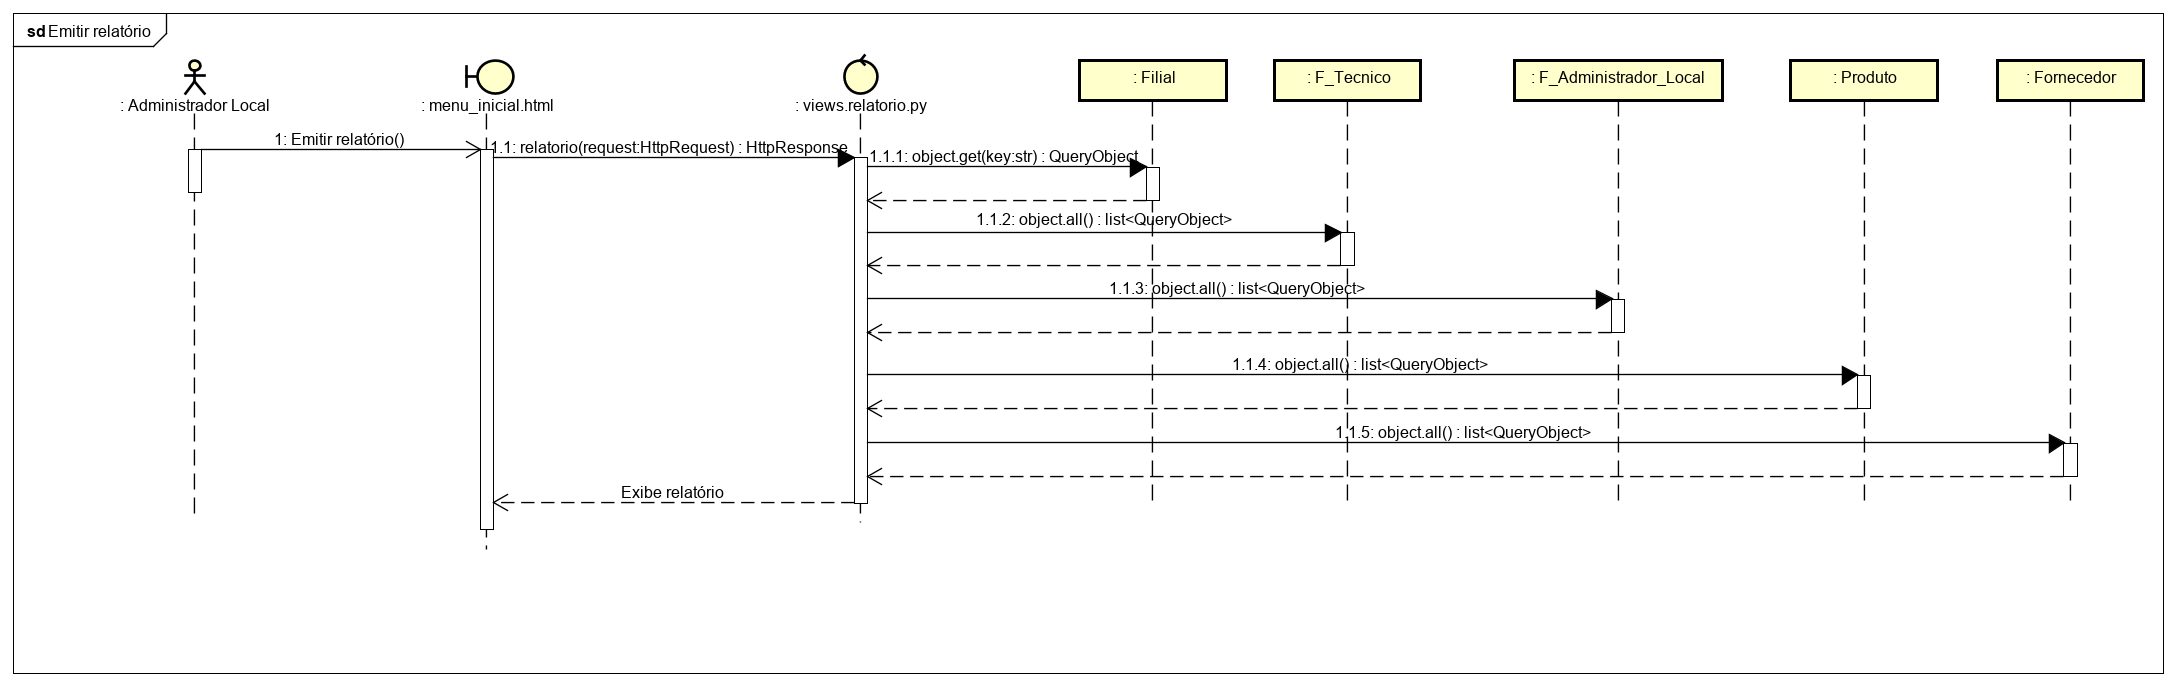 sd Emitir relatório
: Administrador Local
: menu_inicial.html
: views.relatorio.py
: Filial
: F_Tecnico
: F_Administrador_Local
: Produto
: Fornecedor
1: Emitir relatório()
1.1: relatorio(request:HttpRequest) : HttpResponse
1.1.1: object.get(key:str) : QueryObject
1.1.2: object.all() : list<QueryObject>
1.1.3: object.all() : list<QueryObject>
1.1.4: object.all() : list<QueryObject>
1.1.5: object.all() : list<QueryObject>
Exibe relatório